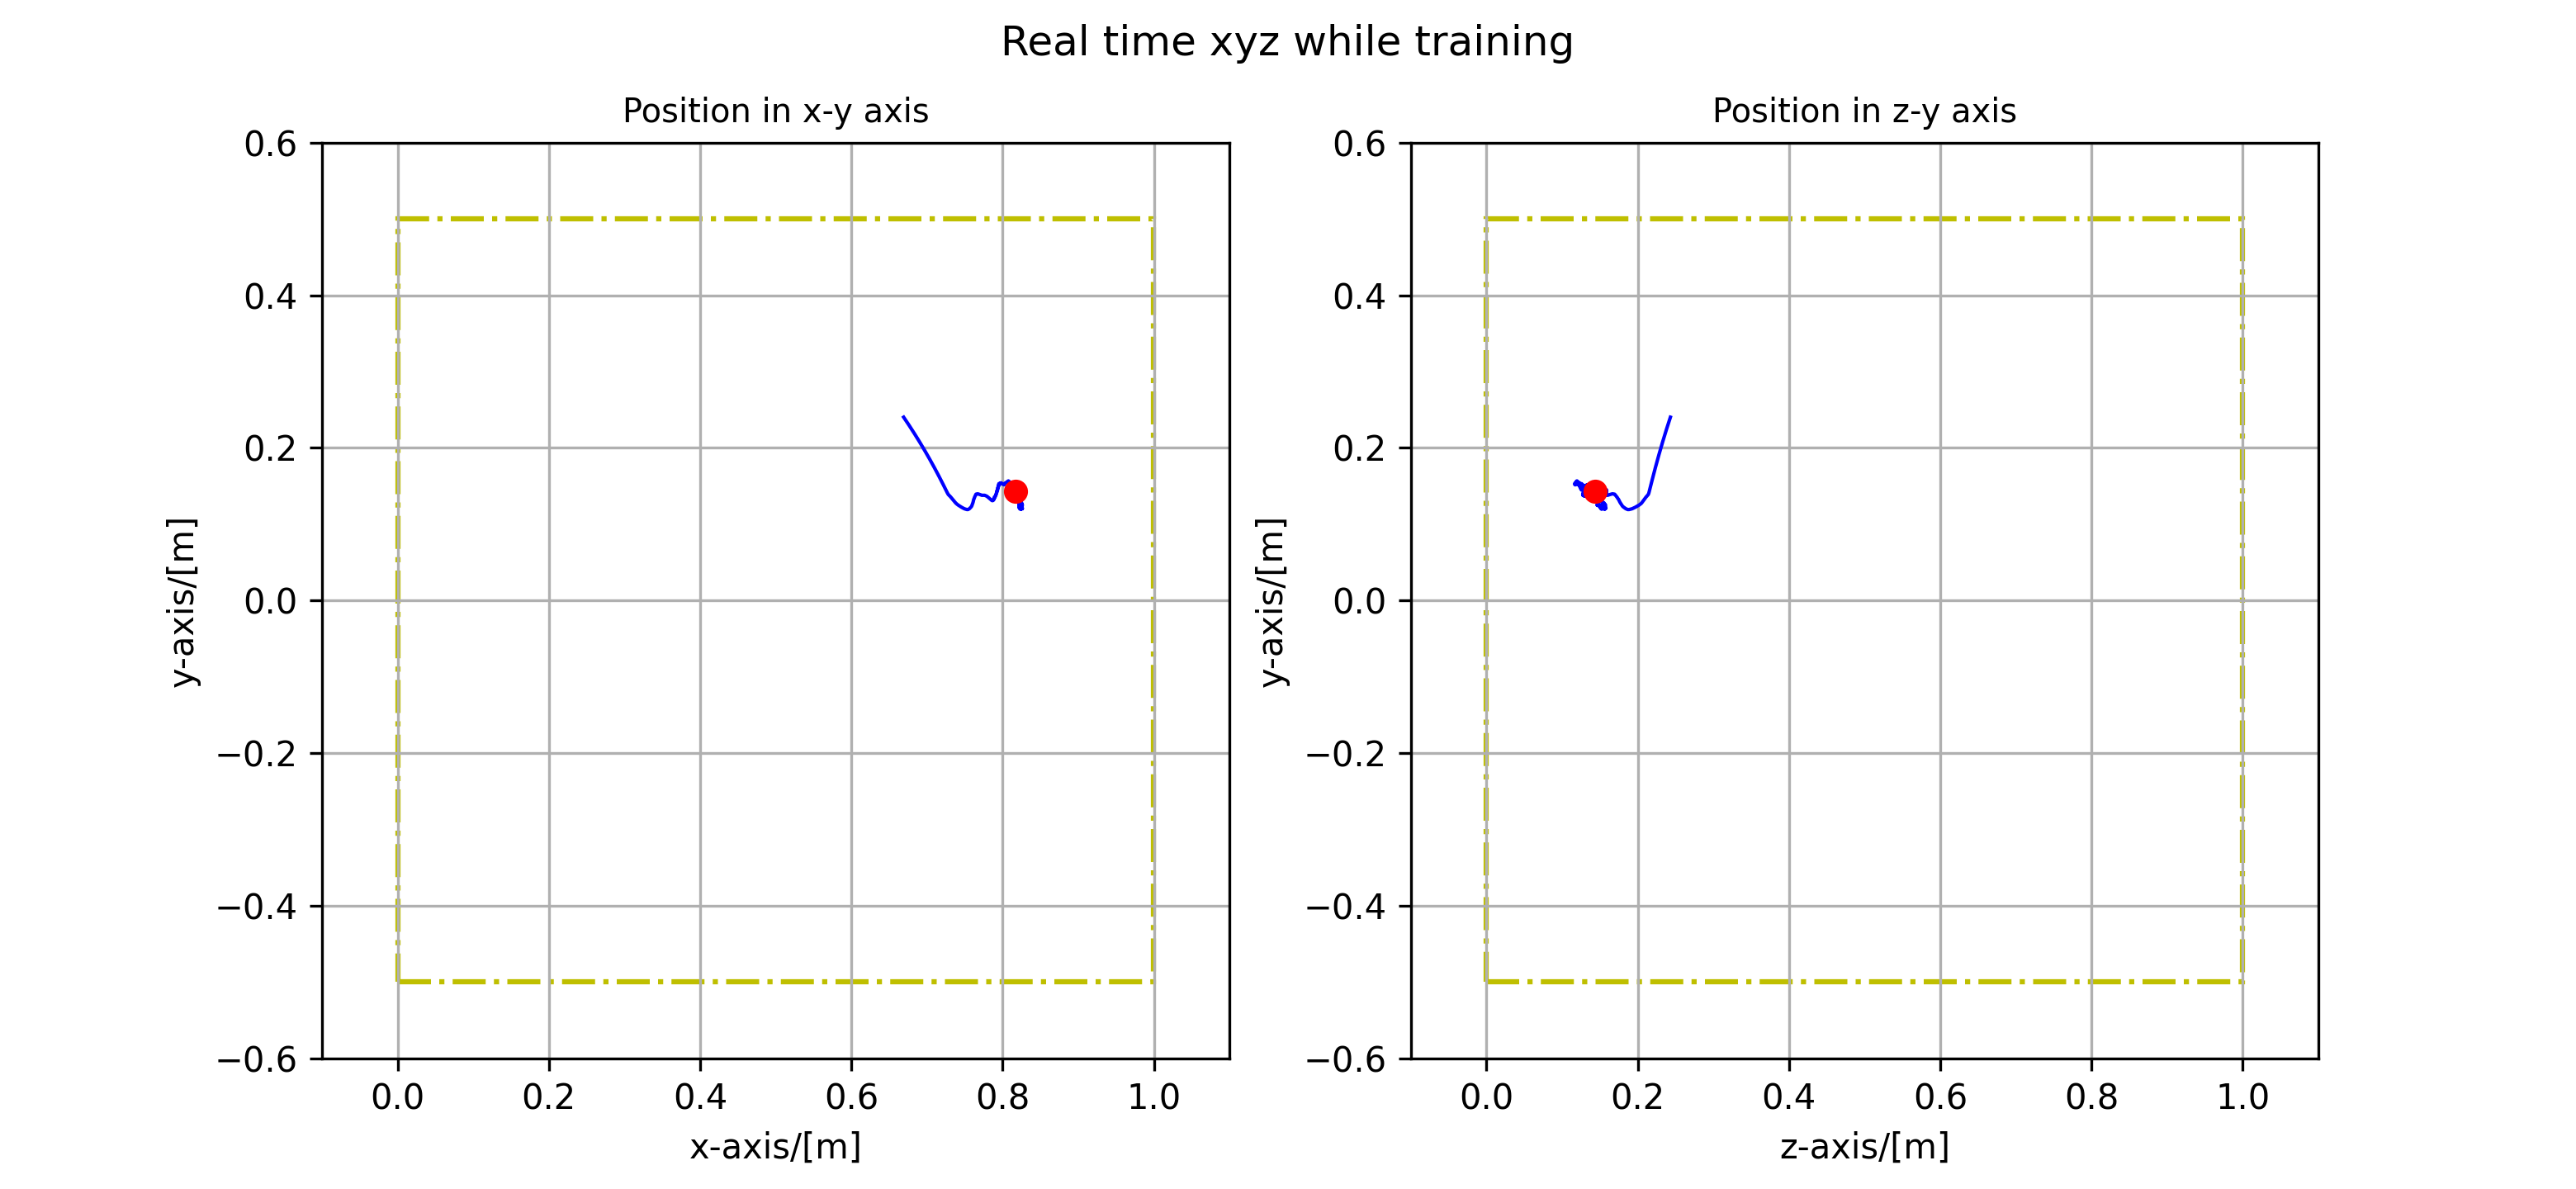 Real time xyz while training
Position in x-y axis
0.6
0.4
0.2
0.0
−0.2
−0.4
−0.6
y-axis/[m]
0.0 0.2 0.4 0.6 0.8 1.0
x-axis/[m]
Position in z-y axis
0.6
0.4
0.2
0.0
−0.2
−0.4
−0.6
y-axis/[m]
0.0 0.2 0.4 0.6 0.8 1.0
z-axis/[m]